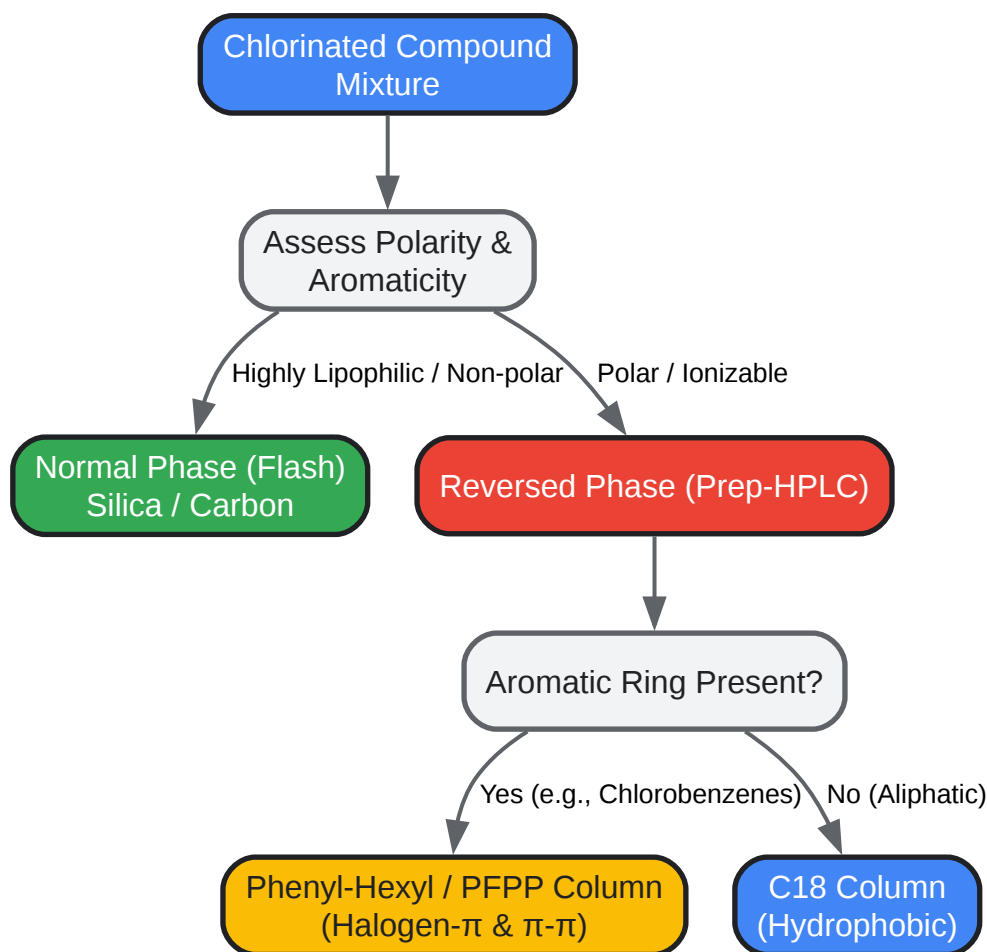 Chlorinated Compound
Mixture
Assess Polarity &
Aromaticity
Highly Lipophilic / Non-polar
Polar / Ionizable
Normal Phase (Flash)
Silica / Carbon
Reversed Phase (Prep-HPLC)
Aromatic Ring Present?
Yes (e.g., Chlorobenzenes)
No (Aliphatic)
Phenyl-Hexyl / PFPP Column
(Halogen-π & π-π)
C18 Column
(Hydrophobic)